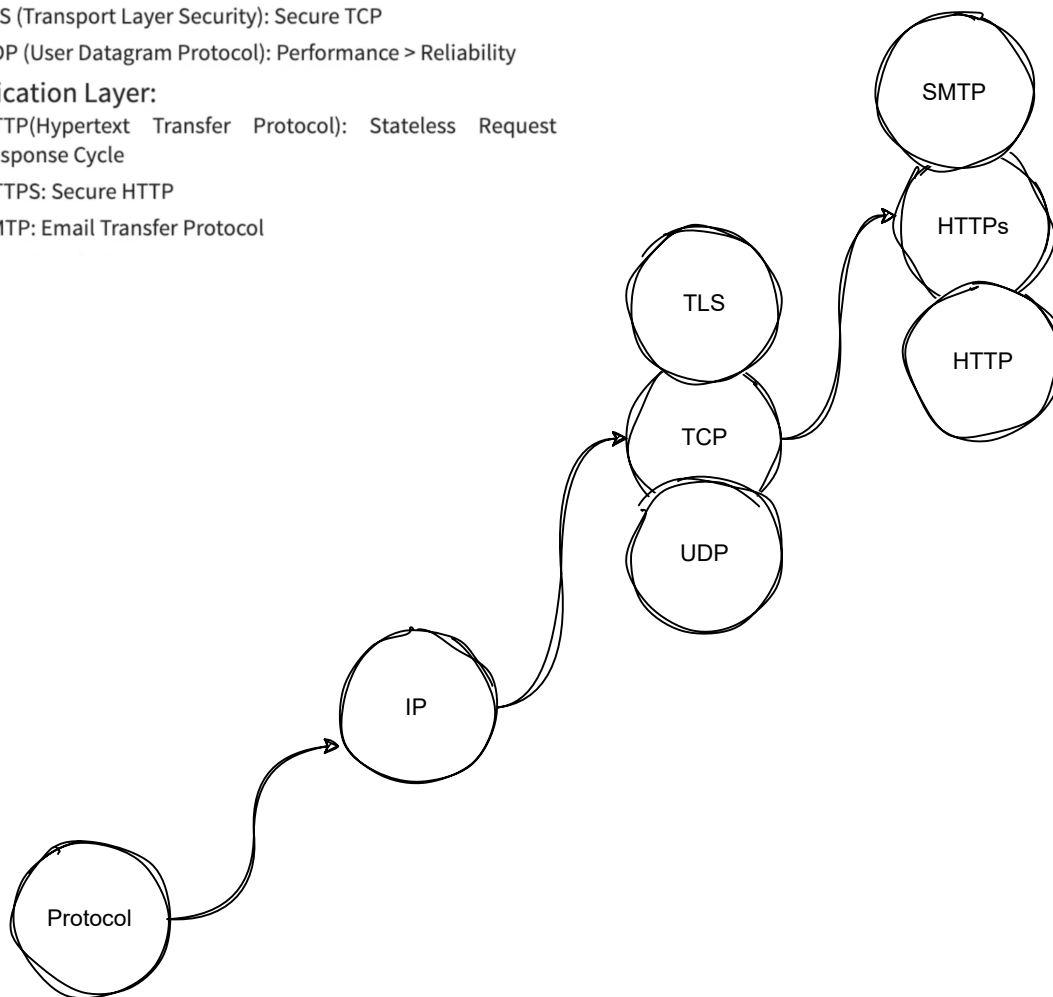 S (Transport Layer Security): Secure TCP
DP (User Datagram Protocol): Performance > Reliability
ication Layer:
TTP(Hypertext Transfer Protocol): Stateless Request
sponse Cycle
TTPS: Secure HTTP
MTP: Email Transfer Protocol
SMTP
HTTPs
HTTP
TLS
TCP
UDP
IP
Protocol